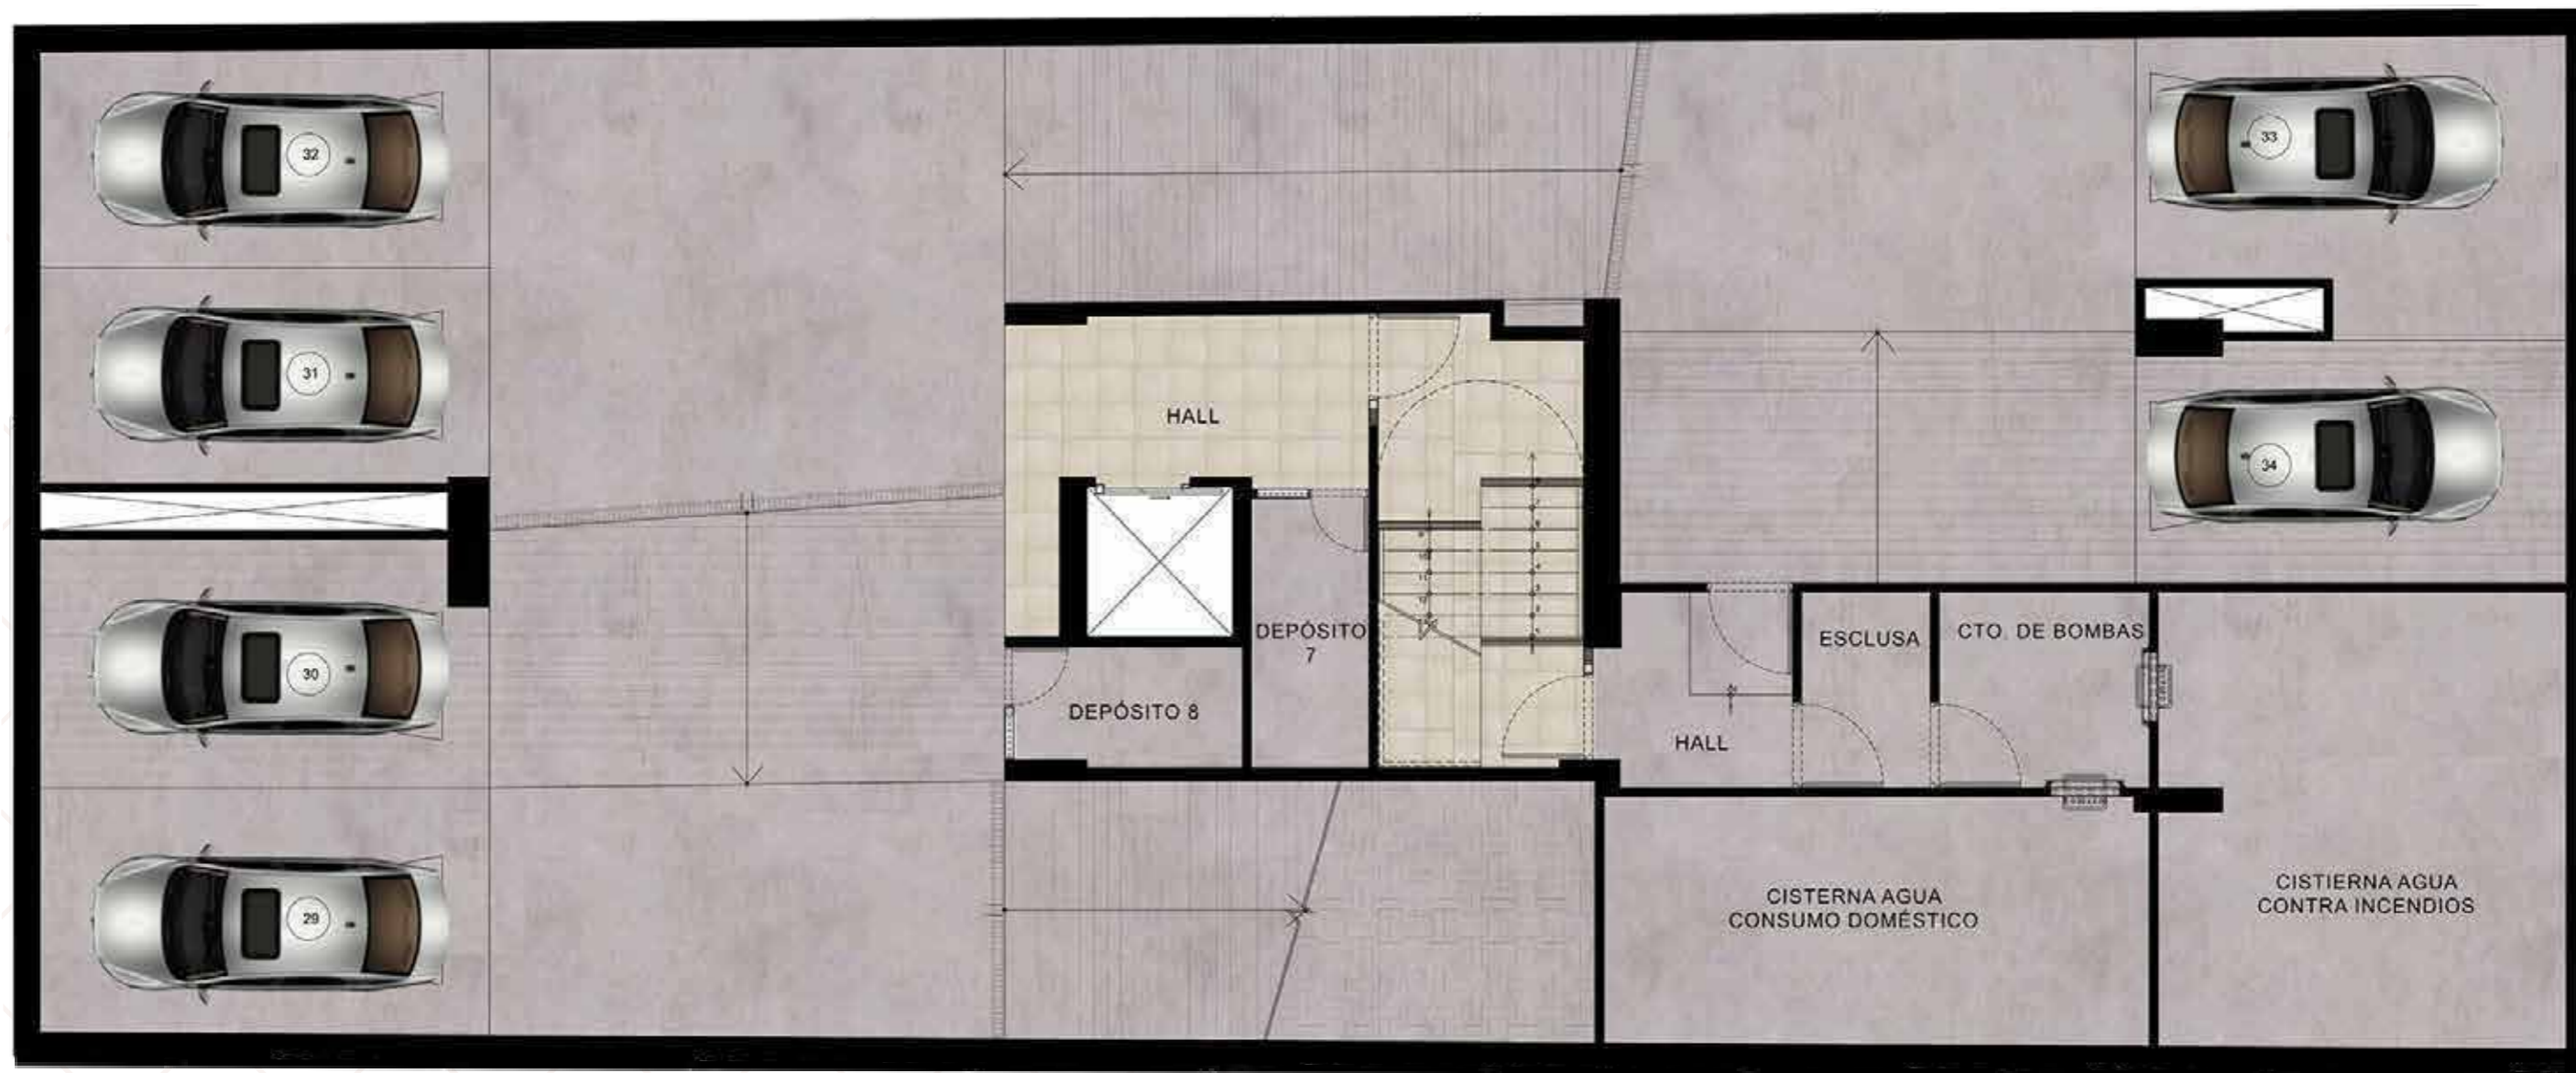 32
33
31
HALL
34
DEPÓSITO
7
ESCLUSA
CTO. DE BOMBAS
30
DEPÓSITO 8
HALL
29
CISTERNA AGUA
CONSUMO DOMÉSTICO
CISTIERNA AGUA
CONTRA INCENDIOS